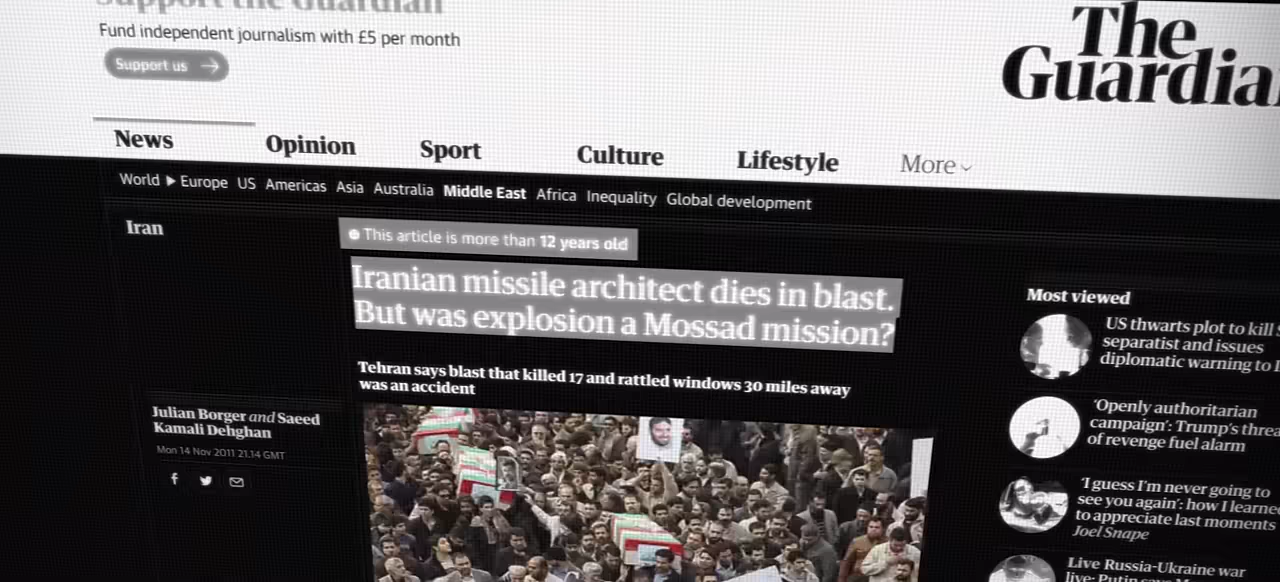 Support the Guardian
Fund independent journalism with £5 per month
Support us
The
News
Opinion
Sport
Culture
Lifestyle
More
World
Europe
US
Americas
Asia
Australia
Middle East
Africa
Inequality
Global development
Iran
This article is more than 12 years old
Iranian missile architect dies in blast.
But was explosion a Mossad mission?
Tehran says blast that killed 17 and rattled windows 30 miles away
was an accident
Julian Borger and Saeed
Kamali Dehghan
Mon 14 Nov 2011 21.14 GMT
Most viewed
US thwarts plot to kill
separatist and issues
diplomatic warning to
'Openly authoritarian
campaign': Trump's
of revenge fuel alarm
'I guess I'm never going to
see you again': how I
to appreciate last moments
Joel Snape
Live Russia-Ukraine war
live: Putin says